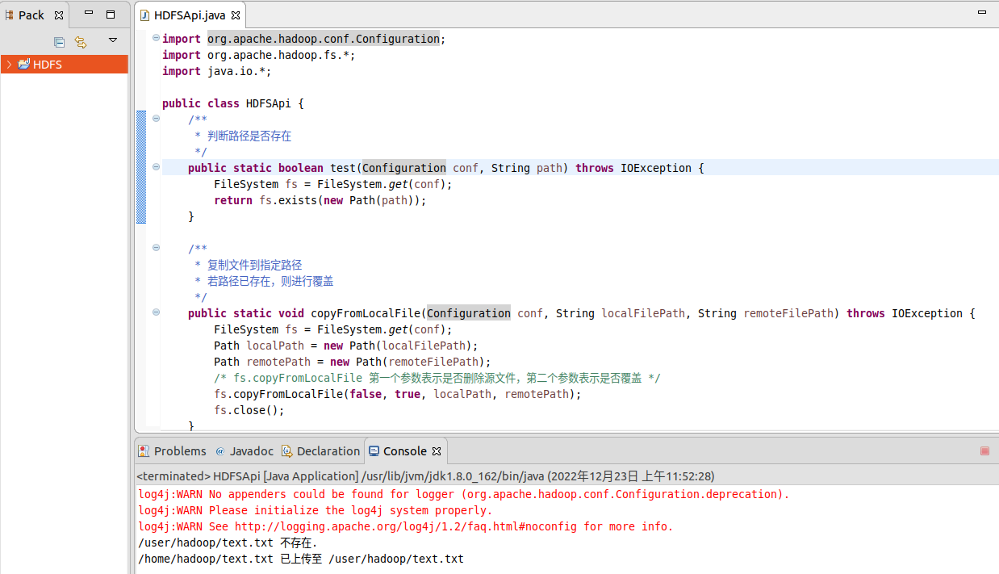 Pack
HDFSApi.java
HDFS
import org.apache.hadoop.conf.Configuration;
import org.apache.hadoop.fs.*;
import java.io.*;
public class HDFSApi {
/**
* 判断路径是否存在
*/
public static boolean test(Configuration conf, String path) throws IOException {
FileSystem fs = FileSystem.get(conf);
return fs.exists(new Path(path));
}
/**
* 复制文件到指定路径
* 若路径已存在，则进行覆盖
*/
public static void copyFromLocalFile(Configuration conf, String localFilePath, String remoteFilePath) throws IOException {
FileSystem fs = FileSystem.get(conf);
Path localPath = new Path(localFilePath);
Path remotePath = new Path(remoteFilePath);
/* fs.copyFromLocalFile 第一个参数表示是否删除源文件，第二个参数表示是否覆盖 */
fs.copyFromLocalFile(false, true, localPath, remotePath);
fs.close();
}
Problems @ Javadoc Declaration Console
<terminated> HDFSApi [Java Application] /usr/lib/jvm/jdk1.8.0_162/bin/java (2022年12月23日 上午11:52:28)
log4j:WARN No appenders could be found for logger (org.apache.hadoop.conf.Configuration.deprecation).
log4j:WARN Please initialize the log4j system properly.
log4j:WARN See http://logging.apache.org/log4j/1.2/faq.html#noconfig for more info.
/user/hadoop/text.txt 不存在.
/home/hadoop/text.txt 已上传至 /user/hadoop/text.txt